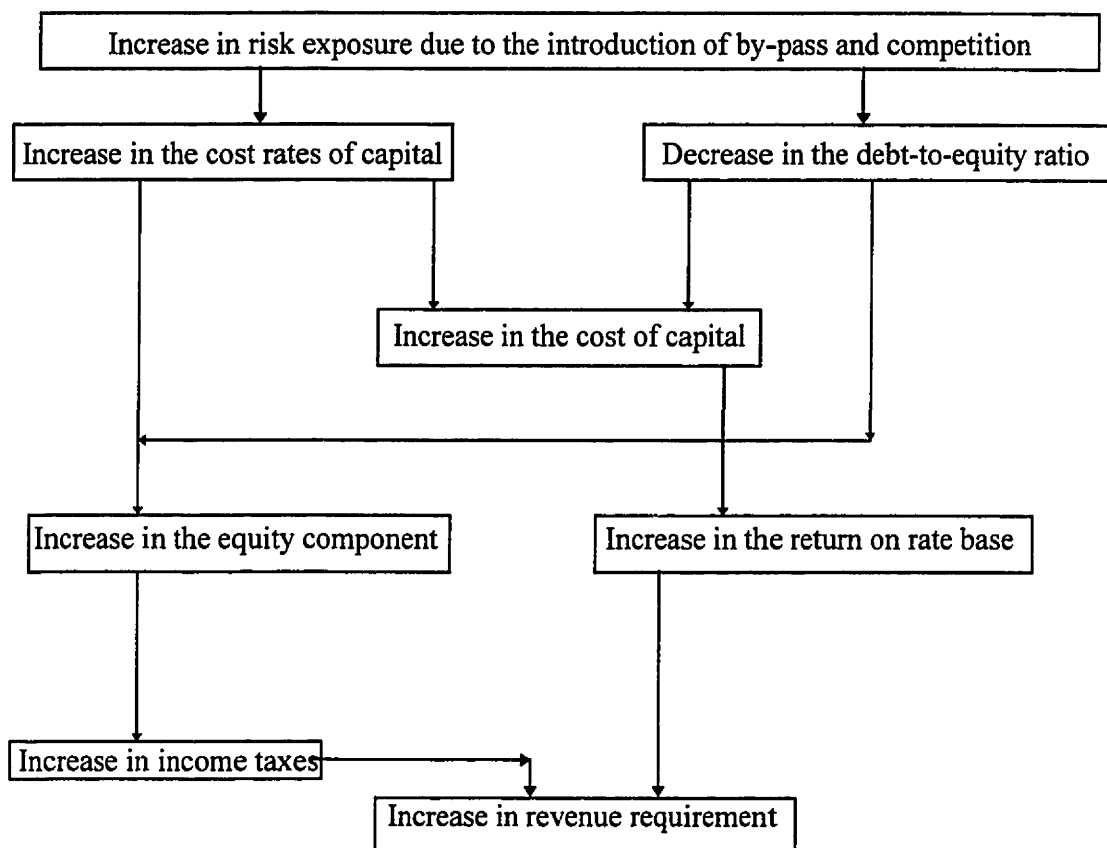 Increase in risk exposure due to the introduction of by-pass and competition
Increase in the cost rates of capital
Decrease in the debt-to-equity ratio
Increase in the cost of capital
Increase in the equity component
Increase in the return on rate base
Increase in income taxes
Increase in revenue requirement